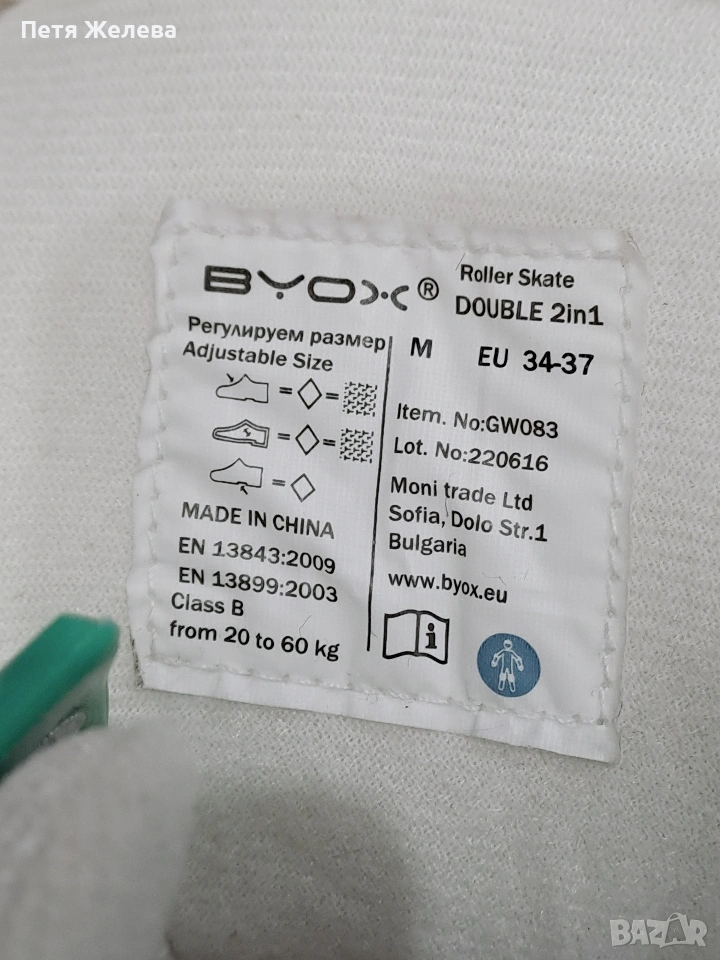 Петя Желева
BYOX®
Roller Skate
DOUBLE 2in1
Регулируем размер
Adjustable Size
M EU 34-37
= =
= =
=
MADE IN CHINA
EN 13843:2009
EN 13899:2003
Class B
from 20 to 60 kg
Item. No:GW083
Lot. No:220616
Moni trade Ltd
Sofia, Dolo Str.1
Bulgaria
www.byox.eu
i
BAZAR